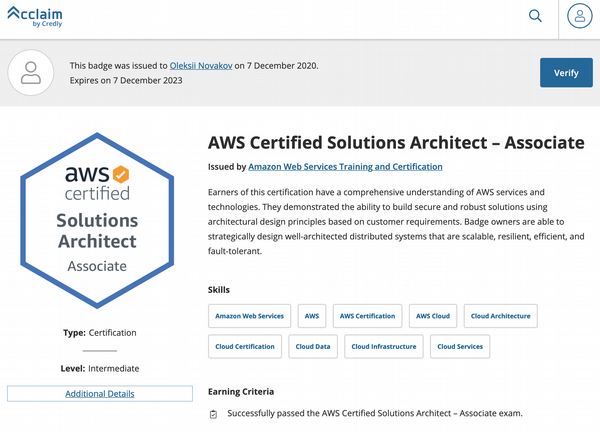 Acclaim
by Credly
This badge was issued to Oleksii Novakov on 7 December 2020.
Expires on 7 December 2023
Verify
aws
certified
Solutions
Architect
Associate
Type: Certification
Level: Intermediate
Additional Details
AWS Certified Solutions Architect – Associate
Issued by Amazon Web Services Training and Certification
Earners of this certification have a comprehensive understanding of AWS services and
technologies. They demonstrated the ability to build secure and robust solutions using
architectural design principles based on customer requirements. Badge owners are able to
strategically design well-architected distributed systems that are scalable, resilient, efficient, and
fault-tolerant.
Skills
Amazon Web Services AWS AWS Certification AWS Cloud Cloud Architecture
Cloud Certification Cloud Data Cloud Infrastructure Cloud Services
Earning Criteria
Successfully passed the AWS Certified Solutions Architect – Associate exam.